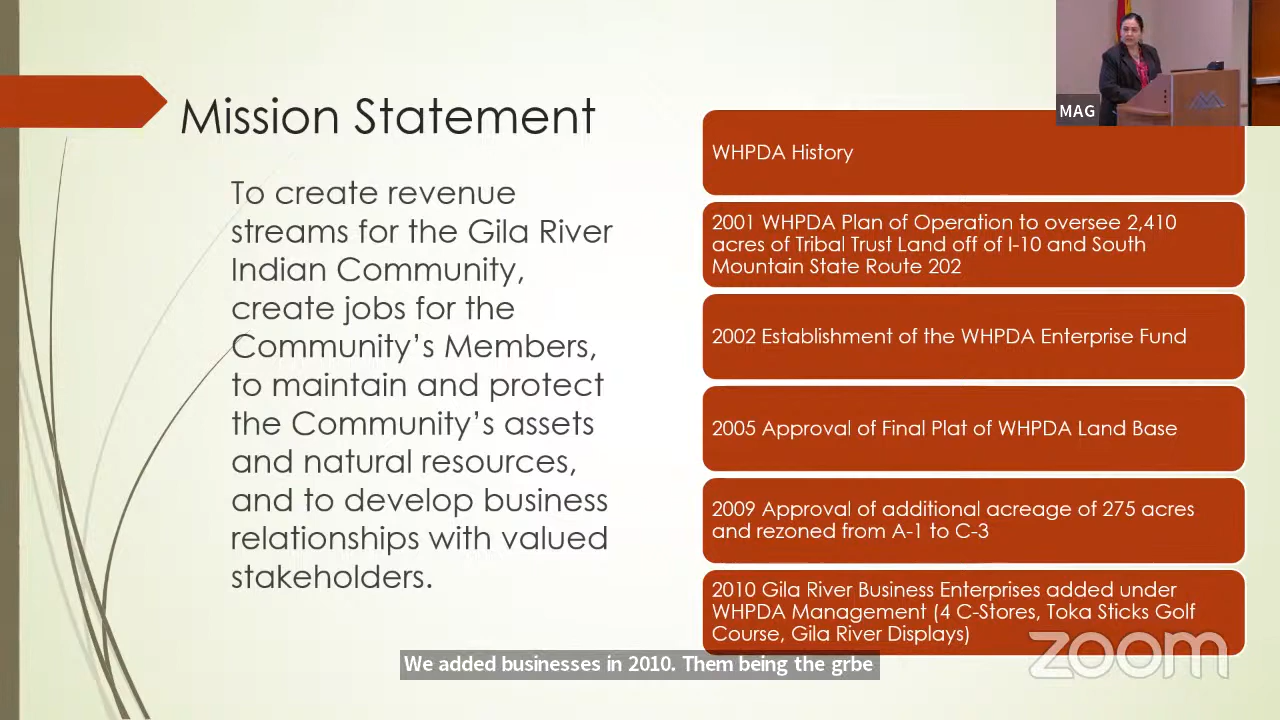 Mission Statement
To create revenue
streams for the Gila River
Indian Community,
create jobs for the
Community's Members,
to maintain and protect
the Community's assets
and natural resources,
and to develop business
relationships with valued
stakeholders.
MAG
WHPDA History
2001 WHPDA Plan of Operation to oversee 2,410
acres of Tribal Trust Land off of I-10 and South
Mountain State Route 202
2002 Establishment of the WHPDA Enterprise Fund
2005 Approval of Final Plat of WHPDA Land Base
2009 Approval of additional acreage of 275 acres
and rezoned from A-1 to C-3
2010 Gila River Business Enterprises added under
WHPDA Management (4 C-Stores, Toka Sticks Golf
Course, Gila River Displays)
zoom
We added businesses in 2010. Them being the grbe